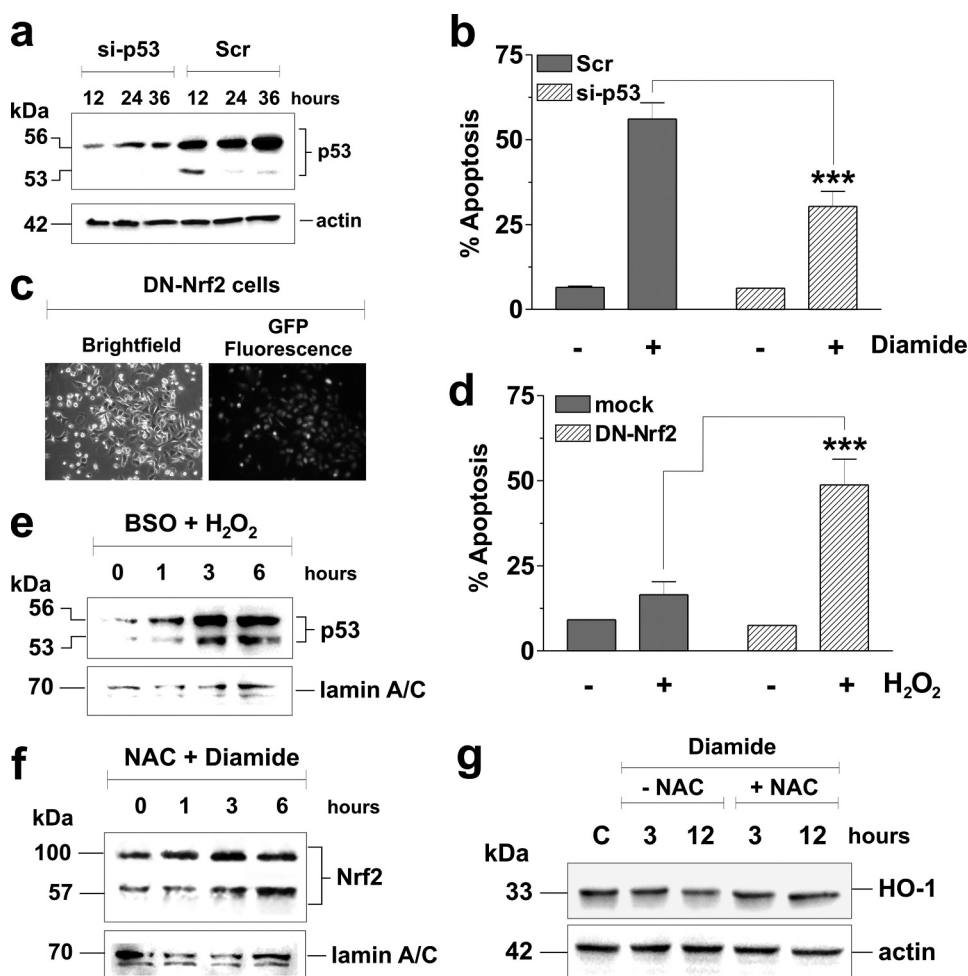 a
si-p53 Scr
12 24 36 12 24 36 hours
kDa
56
p53
53
42 actin
b
75
Scr
si-p53
50
% Apoptosis
***
25
0
- + - + Diamide
c
DN-Nrf2 cells
Brightfield
GFP
Fluorescence
d
75
mock
DN-Nrf2
***
50
% Apoptosis
25
0
- + - + H₂O₂
e
BSO + H₂O₂
0 1 3 6 hours
kDa
56
p53
53
70 lamin A/C
f
NAC + Diamide
0 1 3 6 hours
kDa
100
Nrf2
57
70 lamin A/C
g
Diamide
- NAC + NAC
C 3 12 3 12 hours
kDa
33 HO-1
42 actin